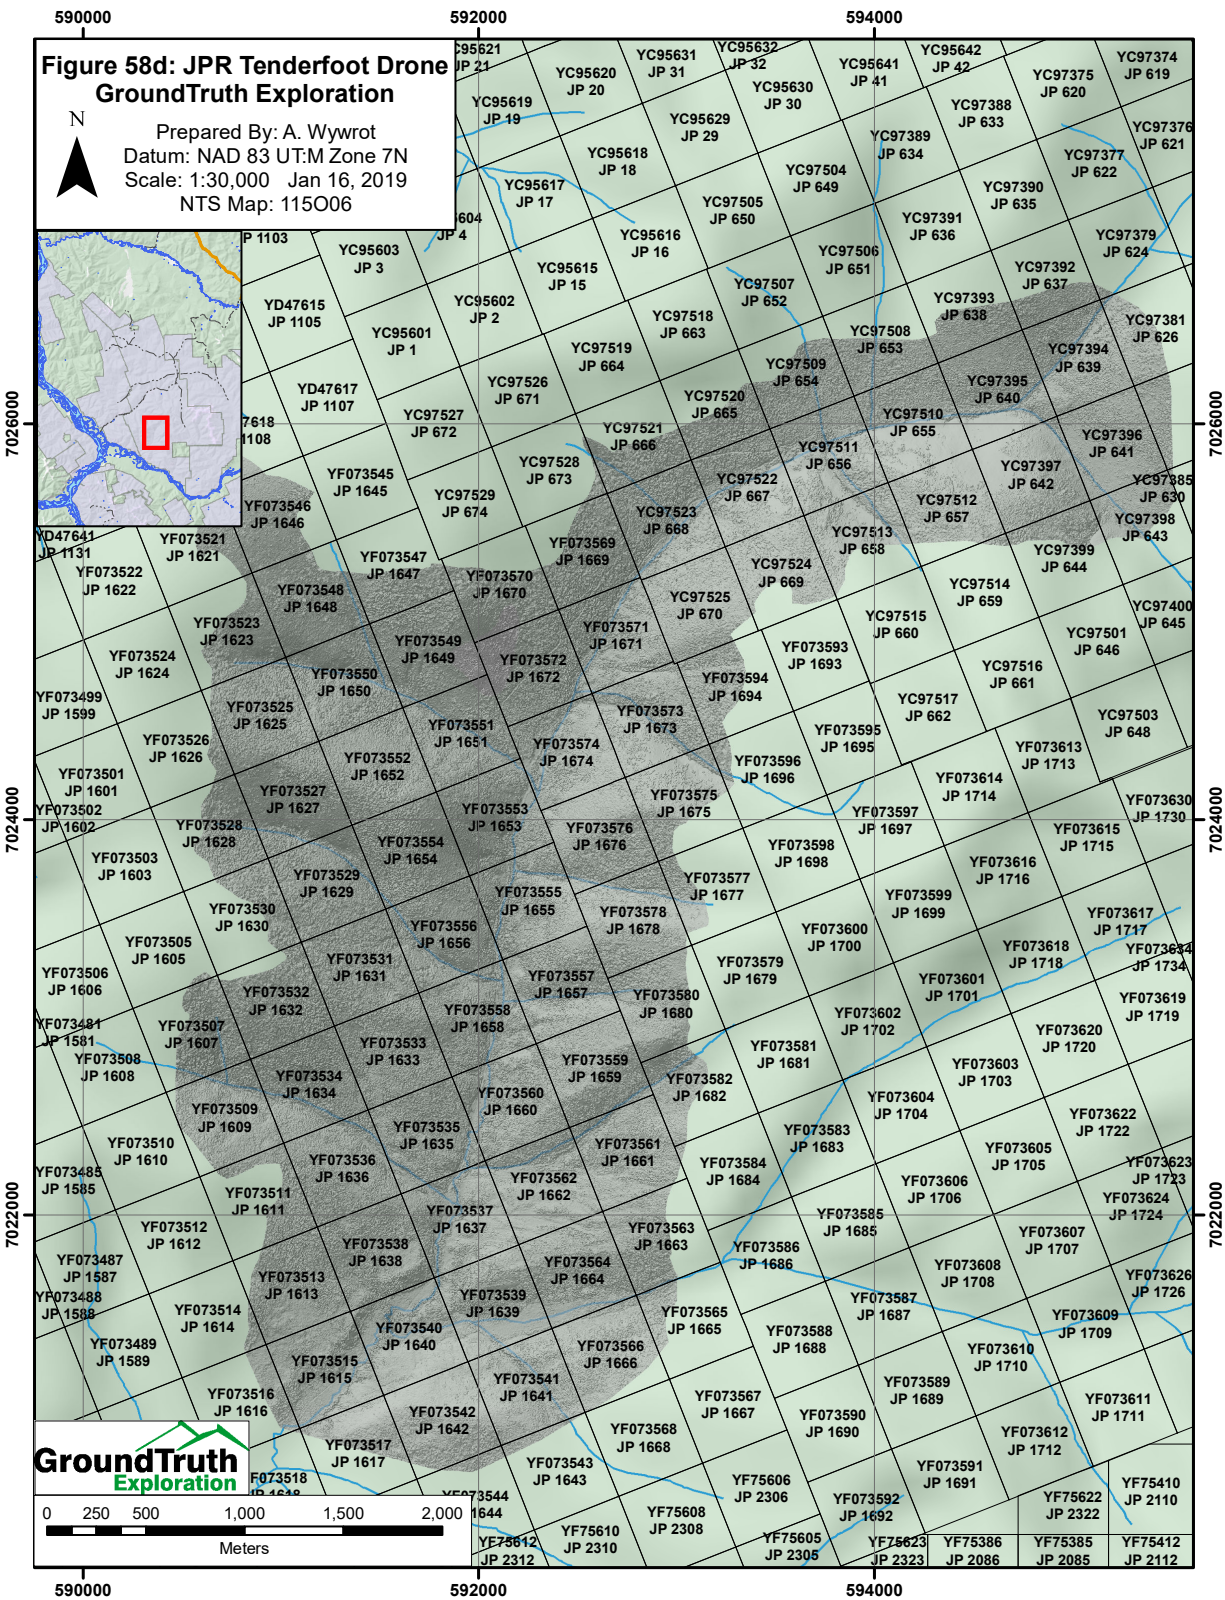 590000
592000
594000
Figure 58d: JPR Tenderfoot Drone
GroundTruth Exploration
N
Prepared By: A. Wywrot
Datum: NAD 83 UT:M Zone 7N
Scale: 1:30,000 Jan 16, 2019
NTS Map: 115O06
7026000
7024000
7022000
7026000
7024000
7022000
YC95621
JP 21
YC95631
JP 31
YC95632
JP 32
YC95641
JP 41
YC95642
JP 42
YC97374
JP 619
YC95620
JP 20
YC95630
JP 30
YC97375
JP 620
YC95619
JP 19
YC95629
JP 29
YC97388
JP 633
YC97376
JP 621
YC95618
JP 18
YC97389
JP 634
YC97377
JP 622
YC95617
JP 17
YC97504
JP 649
YC97390
JP 635
604
JP 4
P 1103
YC95603
JP 3
YC95616
JP 16
YC97505
JP 650
YC97391
JP 636
YC97379
JP 624
YC95615
JP 15
YC97506
JP 651
YC97392
JP 637
YD47615
JP 1105
YC95602
JP 2
YC97507
JP 652
YC97393
JP 638
YC97381
JP 626
YC95601
JP 1
YC97518
JP 663
YC97508
JP 653
YC97394
JP 639
YC97519
JP 664
YC97509
JP 654
YD47617
JP 1107
YC97526
JP 671
YC97520
JP 665
YC97395
JP 640
7618
1108
YC97527
JP 672
YC97521
JP 666
YC97510
JP 655
YC97396
JP 641
YC97511
JP 656
YF073545
JP 1645
YC97528
JP 673
YC97522
JP 667
YC97397
JP 642
YC97385
JP 630
YF073546
JP 1646
YC97529
JP 674
YC97523
JP 668
YC97512
JP 657
YC97398
JP 643
YD47641
JP 1131
YF073521
JP 1621
YF073547
JP 1647
YF073569
JP 1669
YC97513
JP 658
YC97399
JP 644
YF073522
JP 1622
YF073548
JP 1648
YF073570
JP 1670
YC97524
JP 669
YC97514
JP 659
YC97400
JP 645
YF073523
JP 1623
YF073549
JP 1649
YF073571
JP 1671
YC97525
JP 670
YC97515
JP 660
YC97501
JP 646
YF073524
JP 1624
YF073550
JP 1650
YF073572
JP 1672
YF073593
JP 1693
YC97516
JP 661
YF073499
JP 1599
YF073525
JP 1625
YF073594
JP 1694
YC97517
JP 662
YC97503
JP 648
YF073526
JP 1626
YF073551
JP 1651
YF073573
JP 1673
YF073595
JP 1695
YF073613
JP 1713
YF073501
JP 1601
YF073552
JP 1652
YF073574
JP 1674
YF073596
JP 1696
YF073614
JP 1714
YF073502
JP 1602
YF073527
JP 1627
YF073553
JP 1653
YF073575
JP 1675
YF073597
JP 1697
YF073630
JP 1730
YF073528
JP 1628
YF073554
JP 1654
YF073576
JP 1676
YF073598
JP 1698
YF073615
JP 1715
YF073503
JP 1603
YF073529
JP 1629
YF073555
JP 1655
YF073577
JP 1677
YF073616
JP 1716
YF073530
JP 1630
YF073556
JP 1656
YF073578
JP 1678
YF073599
JP 1699
YF073617
JP 1717
YF073505
JP 1605
YF073531
JP 1631
YF073600
JP 1700
YF073618
JP 1718
YF073634
JP 1734
YF073506
JP 1606
YF073557
JP 1657
YF073579
JP 1679
YF073601
JP 1701
YF073532
JP 1632
YF073580
JP 1680
YF073619
JP 1719
YF073481
JP 1581
YF073507
JP 1607
YF073558
JP 1658
YF073602
JP 1702
YF073620
JP 1720
YF073508
JP 1608
YF073533
JP 1633
YF073559
JP 1659
YF073581
JP 1681
YF073603
JP 1703
YF073534
JP 1634
YF073560
JP 1660
YF073582
JP 1682
YF073604
JP 1704
YF073509
JP 1609
YF073535
JP 1635
YF073583
JP 1683
YF073622
JP 1722
YF073510
JP 1610
YF073561
JP 1661
YF073605
JP 1705
YF073485
JP 1585
YF073536
JP 1636
YF073562
JP 1662
YF073584
JP 1684
YF073606
JP 1706
YF073623
JP 1723
YF073511
JP 1611
YF073537
JP 1637
YF073585
JP 1685
YF073624
JP 1724
YF073512
JP 1612
YF073538
JP 1638
YF073563
JP 1663
YF073586
JP 1686
YF073607
JP 1707
YF073487
JP 1587
YF073513
JP 1613
YF073564
JP 1664
YF073608
JP 1708
YF073626
JP 1726
YF073488
JP 1588
YF073514
JP 1614
YF073539
JP 1639
YF073565
JP 1665
YF073587
JP 1687
YF073609
JP 1709
YF073489
JP 1589
YF073540
JP 1640
YF073566
JP 1666
YF073588
JP 1688
YF073610
JP 1710
YF073515
JP 1615
YF073541
JP 1641
YF073567
JP 1667
YF073589
JP 1689
YF073611
JP 1711
YF073516
JP 1616
YF073542
JP 1642
YF073568
JP 1668
YF073590
JP 1690
YF073612
JP 1712
YF073517
JP 1617
YF073543
JP 1643
YF75606
JP 2306
YF073591
JP 1691
YF75410
JP 2110
F073518
JP 1618
73544
1644
YF75608
JP 2308
YF073592
JP 1692
YF75622
JP 2322
YF75612
JP 2312
YF75610
JP 2310
YF75605
JP 2305
YF75623
JP 2323
YF75386
JP 2086
YF75385
JP 2085
YF75412
JP 2112
GroundTruth
Exploration
0 250 500 1,000 1,500 2,000
Meters
590000
592000
594000